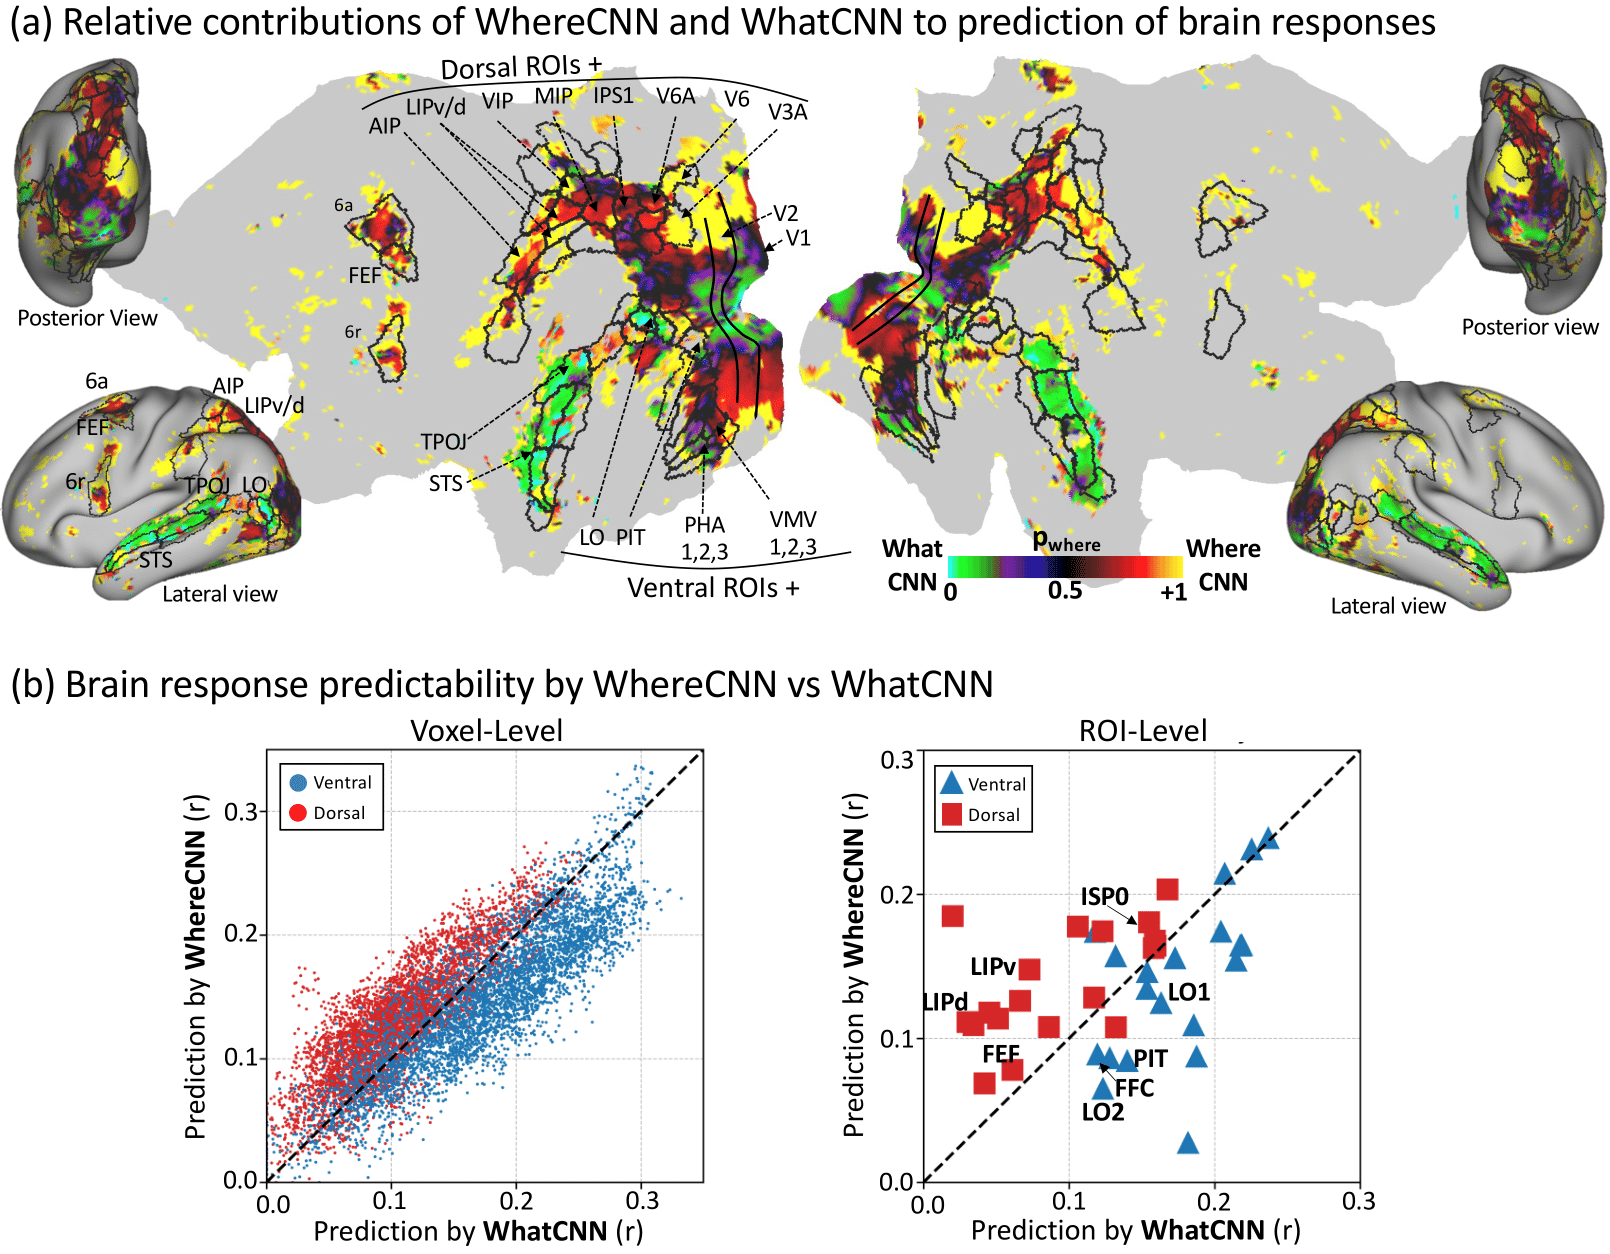 (a) Relative contributions of WhereCNN and WhatCNN to prediction of brain responses
Dorsal ROIs +
AIP
LIPv/d
VIP
MIP
IPS1
V6A
V6
V3A
V2
V1
6a
FEF
6r
Posterior View
Posterior view
6a
FEF
AIP
LIPv/d
6r
TPOJ
LO
STS
Lateral view
TPOJ
STS
LO
PIT
PHA
1,2,3
VMV
1,2,3
Ventral ROIs +
What
CNN
pwhere
Where
CNN
0
0.5
+1
Lateral view
(b) Brain response predictability by WhereCNN vs WhatCNN
Voxel-Level
Ventral
Dorsal
Prediction by WhereCNN (r)
0.3
0.2
0.1
0.0
0.0
0.1
0.2
0.3
Prediction by WhatCNN (r)
ROI-Level
Ventral
Dorsal
Prediction by WhereCNN (r)
0.3
0.2
0.1
0.0
ISP0
LIPv
LIPd
LO1
FEF
PIT
FFC
LO2
0.0
0.1
0.2
0.3
Prediction by WhatCNN (r)